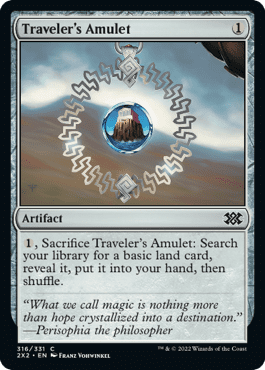 Traveler's Amulet 1
Artifact
1, Sacrifice Traveler's Amulet: Search
your library for a basic land card,
reveal it, put it into your hand, then
shuffle.
“What we call magic is nothing more
than hope crystallized into a destination.”
—Perisophia the philosopher
316/331 C
2X2 • EN Franz Vohwinkel
™ & © 2022 Wizards of the Coast